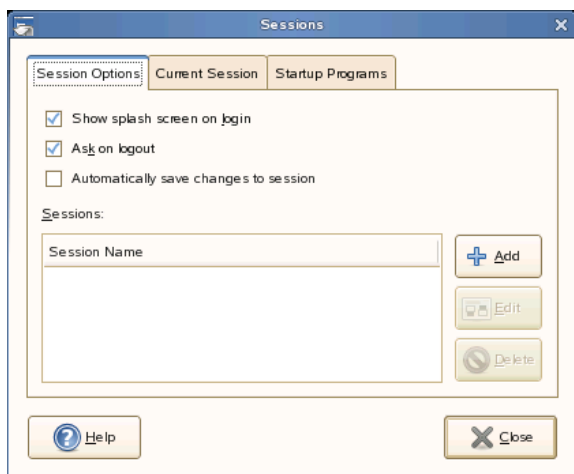 Sessions
Session Options
Current Session
Startup Programs
Show splash screen on login
Ask on logout
Automatically save changes to session
Sessions:
Session Name
Add
Edit
Delete
Help
Close